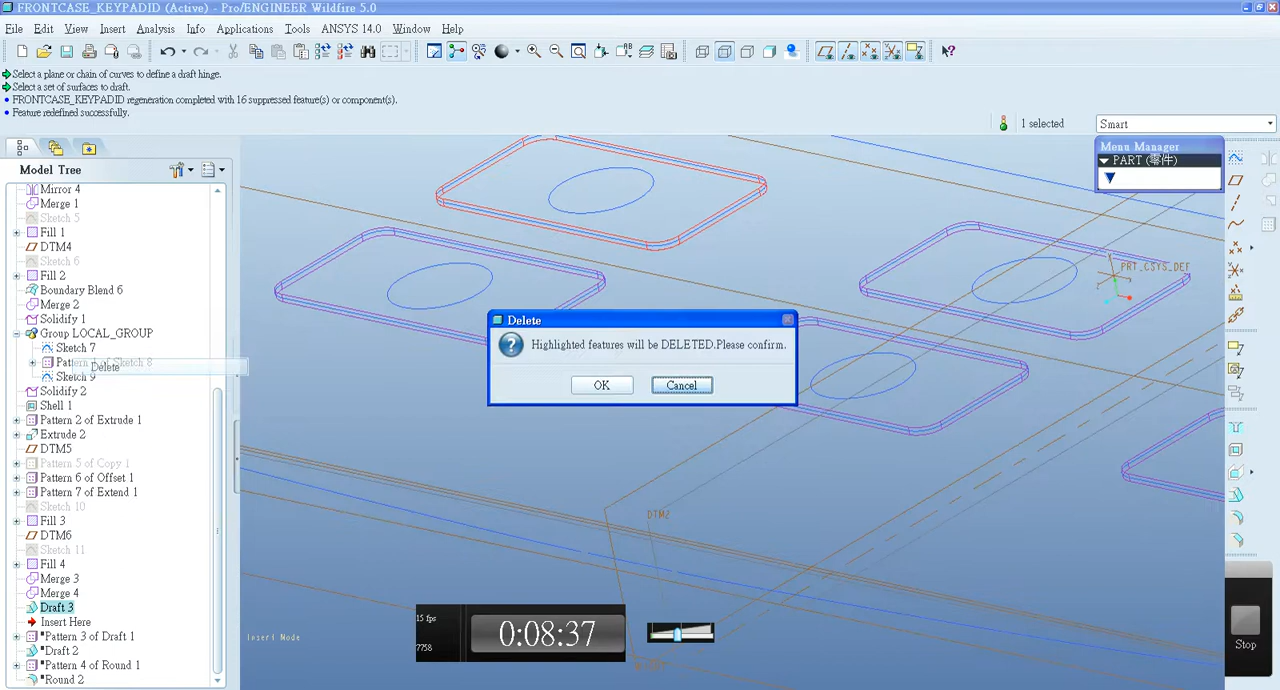 FRONTCASE_KEYPADID (Active) - Pro/ENGINEER Wildfire 5.0
File Edit View Insert Analysis Info Applications Tools ANSYS 14.0 Window Help
Select a plane or chain of curves to define a draft hinge.
Select a set of surfaces to draft.
FRONTCASE_KEYPADID regeneration completed with 16 suppressed feature(s) or component(s).
Feature redefined successfully.
1 selected
Smart
Menu Manager
PART (零件)
Model Tree
Mirror 4
Merge 1
Sketch 5
Fill 1
DTM4
Sketch 6
Fill 2
Boundary Blend 6
Merge 2
Solidify 1
Group LOCAL_GROUP
Sketch 7
of Sketch 8
Delete
Sketch 9
Solidify 2
Shell 1
Pattern 2 of Extrude 1
Extrude 2
DTM5
Pattern 5 of Copy 1
Pattern 6 of Offset 1
Pattern 7 of Extend 1
Sketch 10
Fill 3
DTM6
Sketch 11
Fill 4
Merge 3
Merge 4
Draft 3
Insert Here
Pattern 3 of Draft 1
Draft 2
Pattern 4 of Round 1
Round 2
PRT_CSYS_DEF
Delete
Highlighted features will be DELETED.Please confirm.
OK Cancel
DTM2
Insert Mode
15 fps
7758
0:08:37
Stop